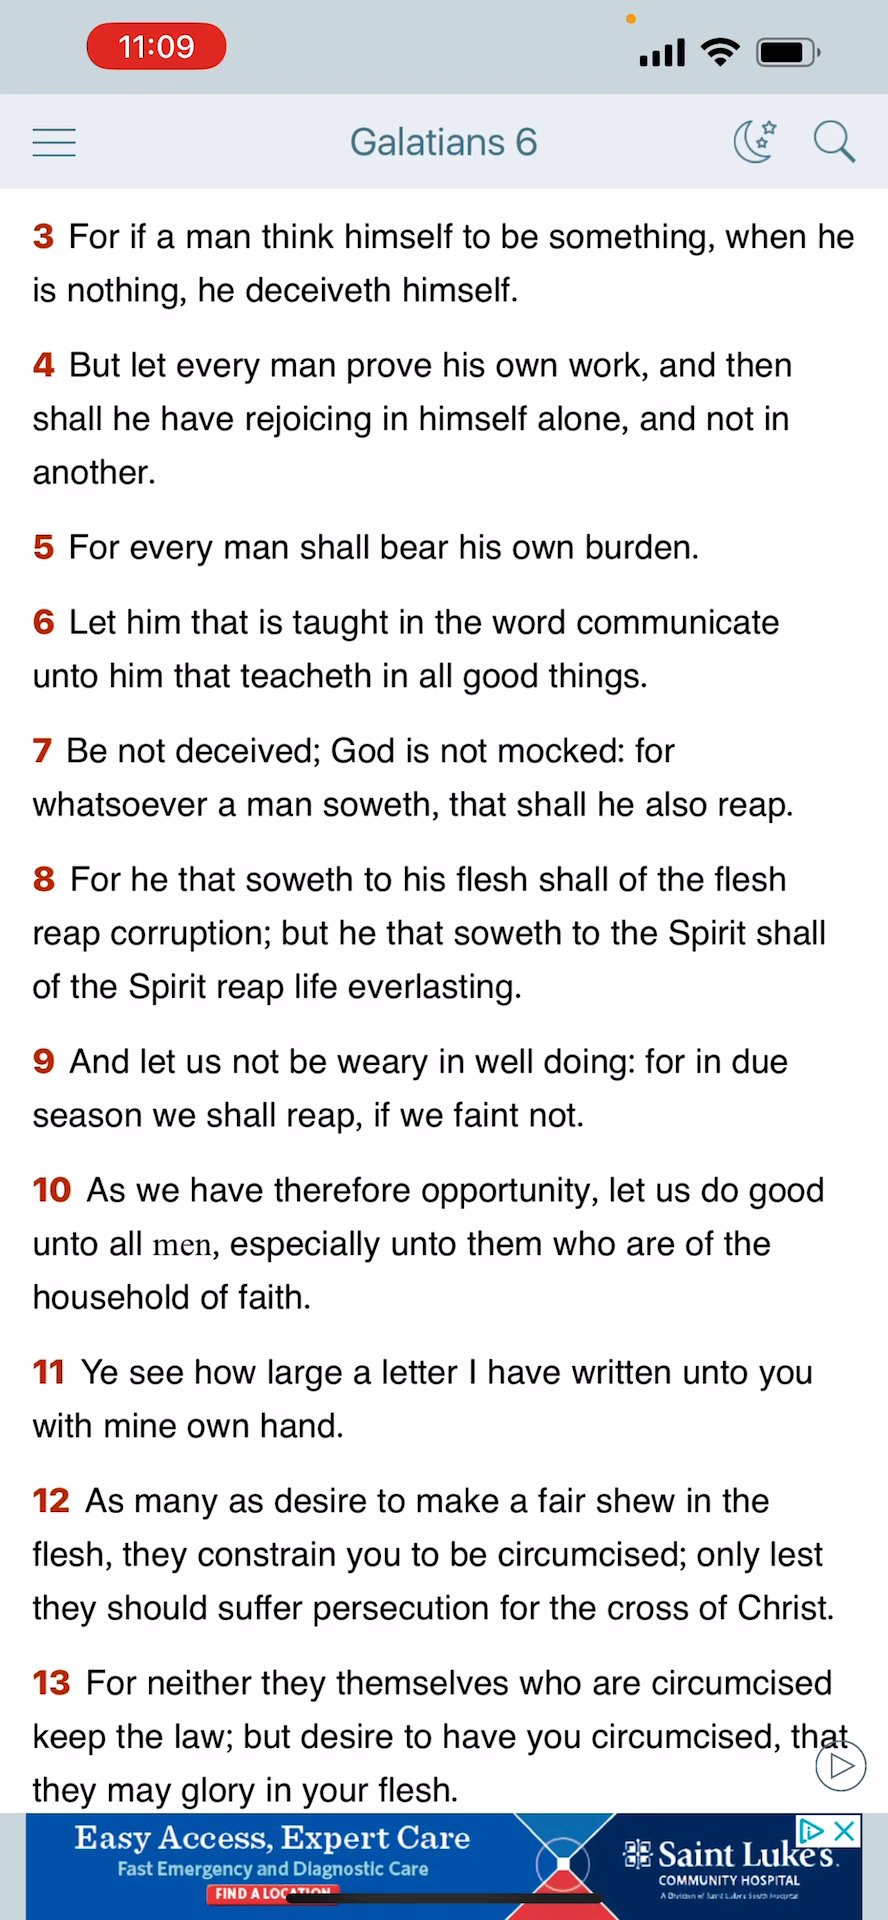 11:09
Galatians 6
3 For if a man think himself to be something, when he
is nothing, he deceiveth himself.
4 But let every man prove his own work, and then
shall he have rejoicing in himself alone, and not in
another.
5 For every man shall bear his own burden.
6 Let him that is taught in the word communicate
unto him that teacheth in all good things.
7 Be not deceived; God is not mocked: for
whatsoever a man soweth, that shall he also reap.
8 For he that soweth to his flesh shall of the flesh
reap corruption; but he that soweth to the Spirit shall
of the Spirit reap life everlasting.
9 And let us not be weary in well doing: for in due
season we shall reap, if we faint not.
10 As we have therefore opportunity, let us do good
unto all men, especially unto them who are of the
household of faith.
11 Ye see how large a letter I have written unto you
with mine own hand.
12 As many as desire to make a fair shew in the
flesh, they constrain you to be circumcised; only lest
they should suffer persecution for the cross of Christ.
13 For neither they themselves who are circumcised
keep the law; but desire to have you circumcised, that
they may glory in your flesh.
Easy Access, Expert Care
Fast Emergency and Diagnostic Care
FIND A LOCATION
Saint Luke's
COMMUNITY HOSPITAL
A Division of Saint Luke's South Hospital